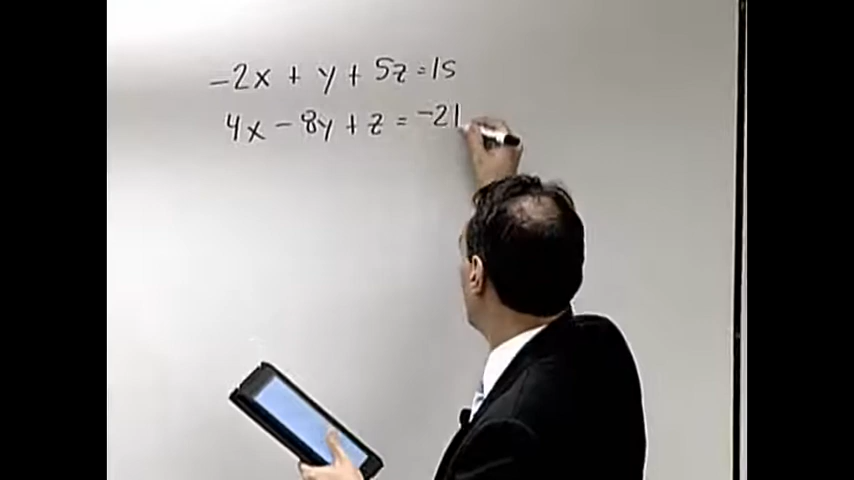 -2x + y + 5z = 15
4x - 8y + z = -21